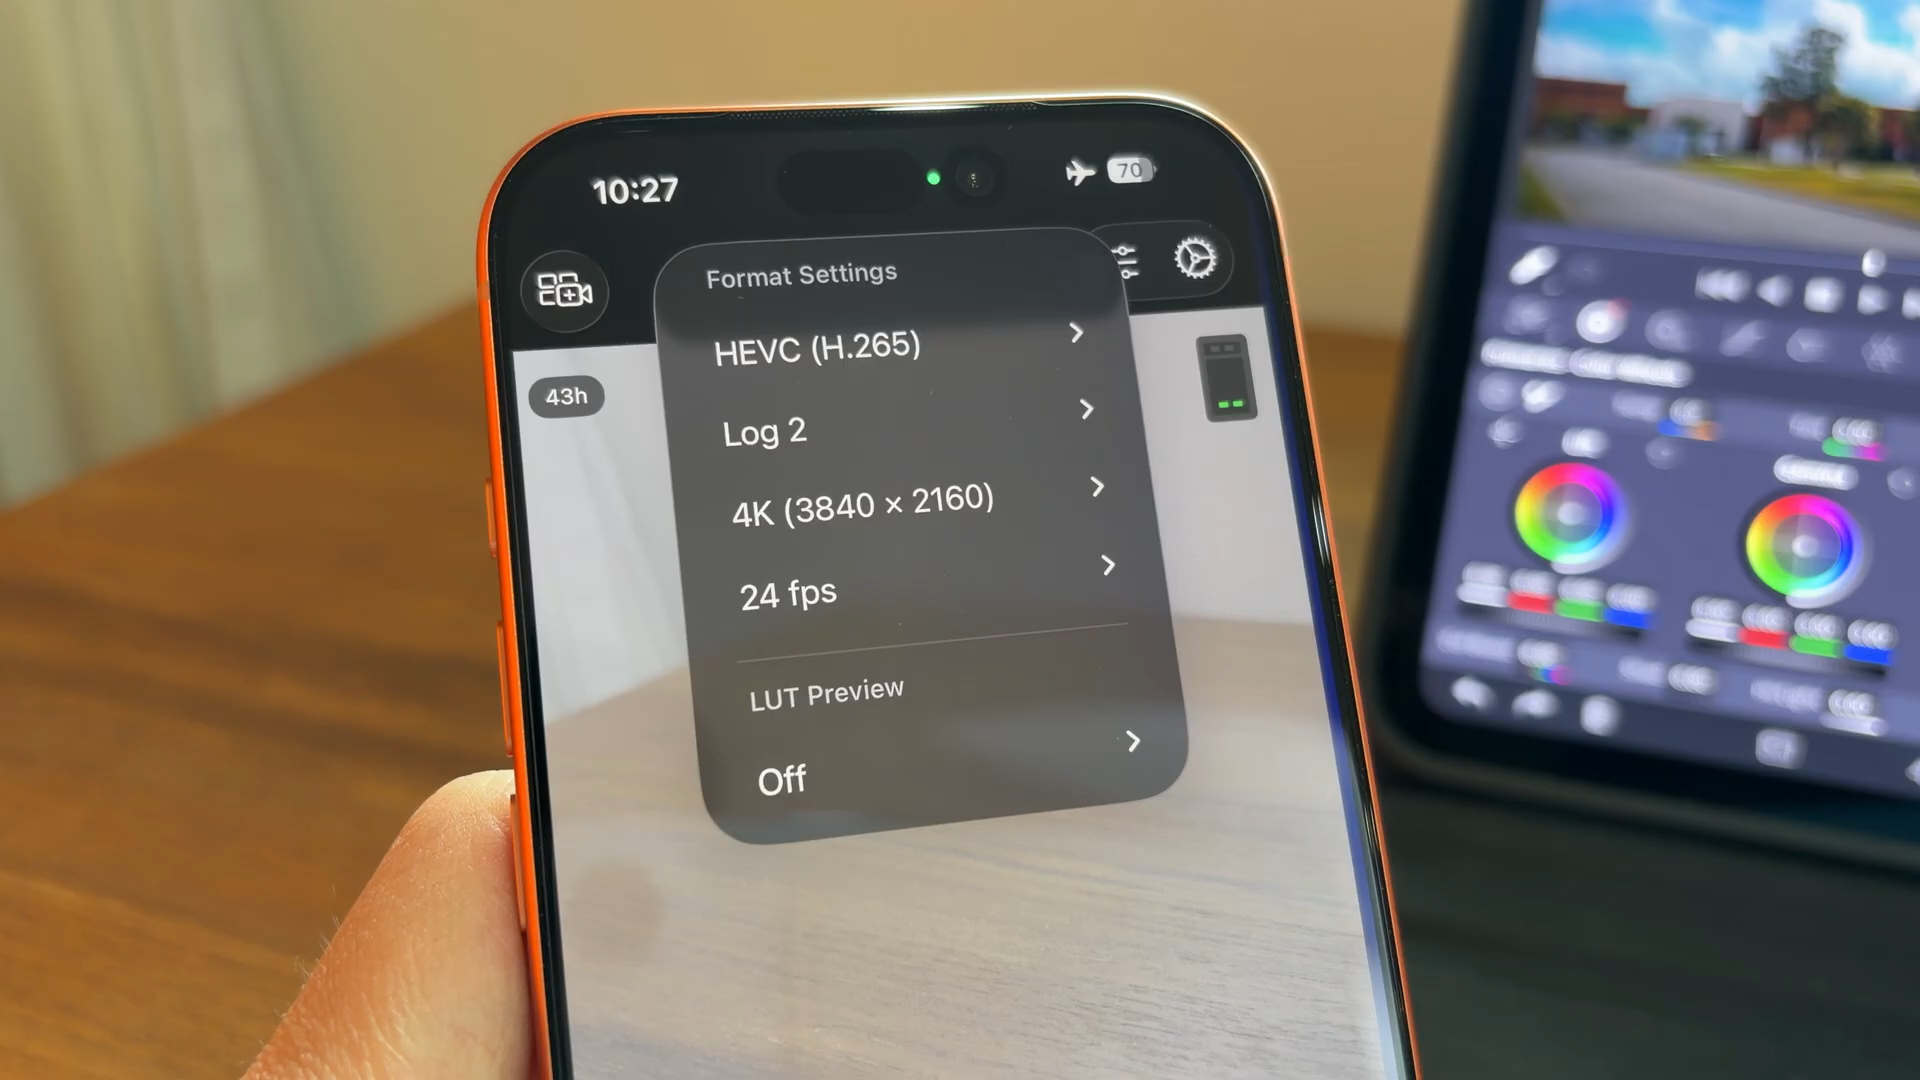 10:27
70
Format Settings
HEVC (H.265)
43h
Log 2
4K (3840 × 2160)
24 fps
LUT Preview
Off